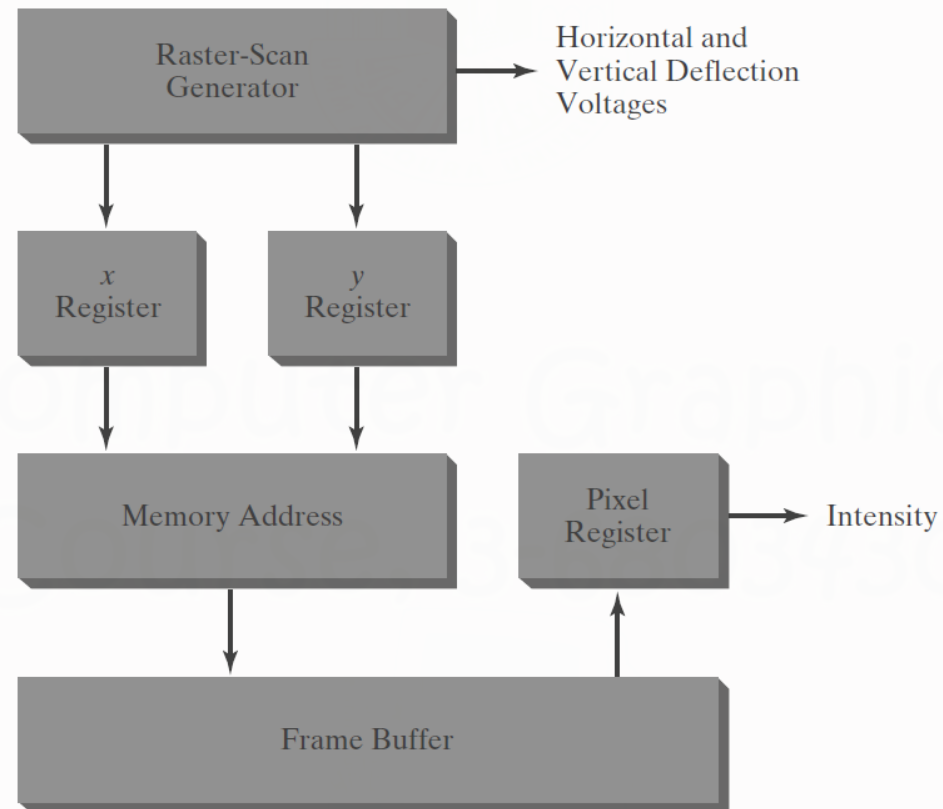 Raster-Scan
Generator
Horizontal and
Vertical Deflection
Voltages
x
Register
y
Register
Memory Address
Pixel
Register
Intensity
Frame Buffer